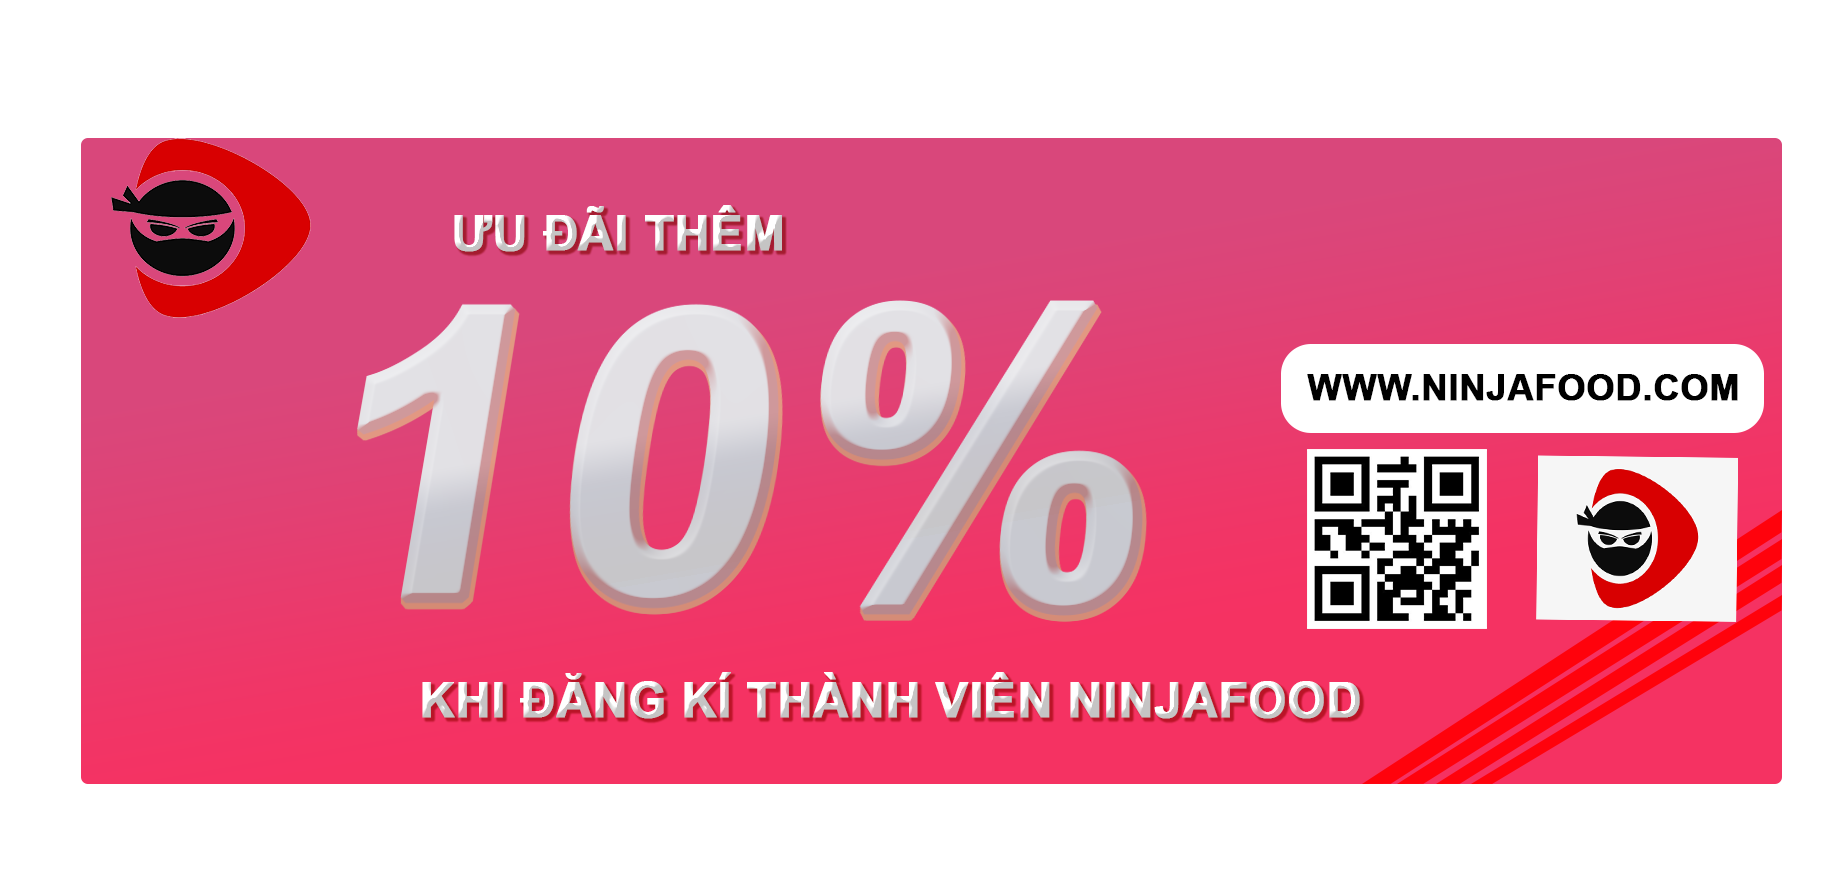 ƯU ĐÃI THÊM
10%
WWW.NINJAFOOD.COM
KHI ĐĂNG KÍ THÀNH VIÊN NINJAFOOD